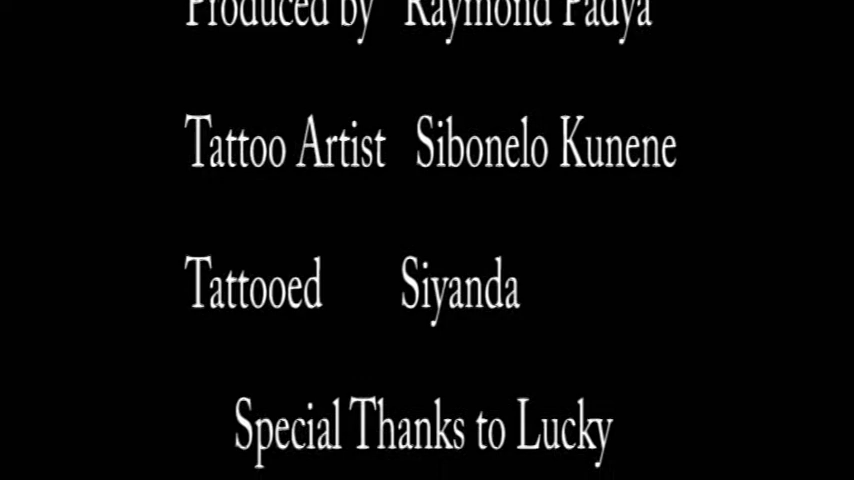 Produced by Raymond Padya
Tattoo Artist Sibonelo Kunene
Tattooed Siyanda
Special Thanks to Lucky